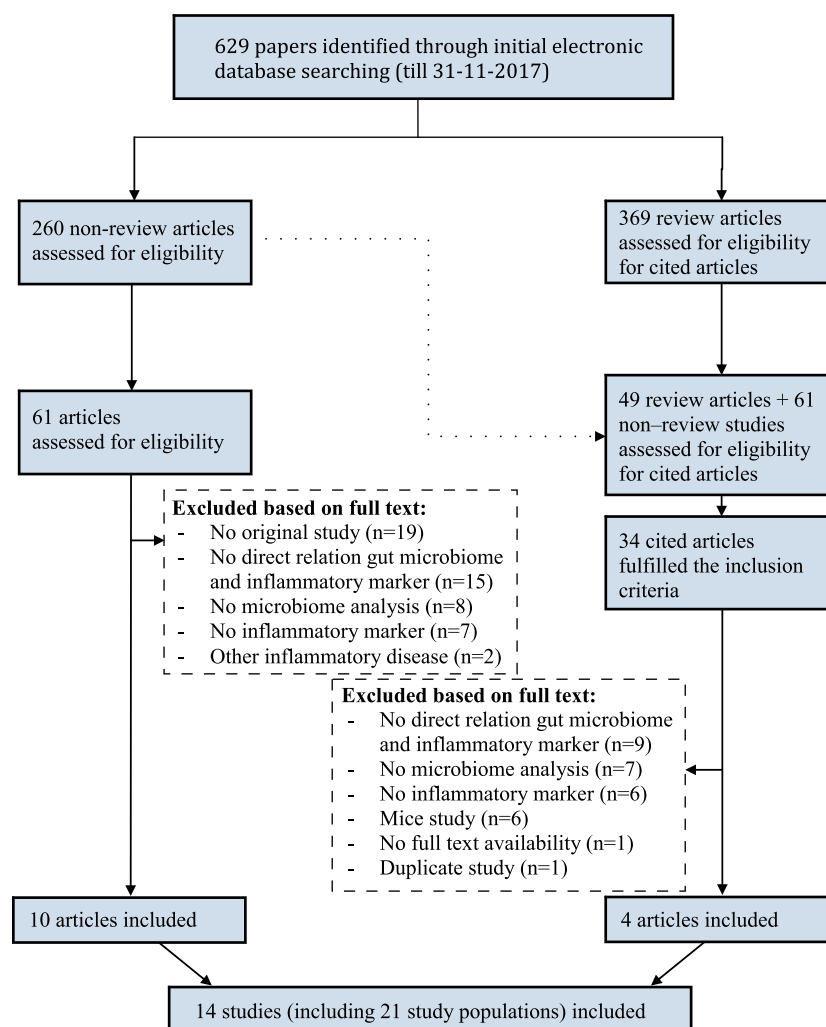 629 papers identified through initial electronic
database searching (till 31-11-2017)
260 non-review articles
assessed for eligibility
369 review articles
assessed for eligibility
for cited articles
61 articles
assessed for eligibility
49 review articles + 61
non–review studies
assessed for eligibility
for cited articles
Excluded based on full text:
- No original study (n=19)
- No direct relation gut microbiome
and inflammatory marker (n=15)
- No microbiome analysis (n=8)
- No inflammatory marker (n=7)
- Other inflammatory disease (n=2)
34 cited articles
fulfilled the inclusion
criteria
Excluded based on full text:
- No direct relation gut microbiome
and inflammatory marker (n=9)
- No microbiome analysis (n=7)
- No inflammatory marker (n=6)
- Mice study (n=6)
- No full text availability (n=1)
- Duplicate study (n=1)
10 articles included
4 articles included
14 studies (including 21 study populations) included